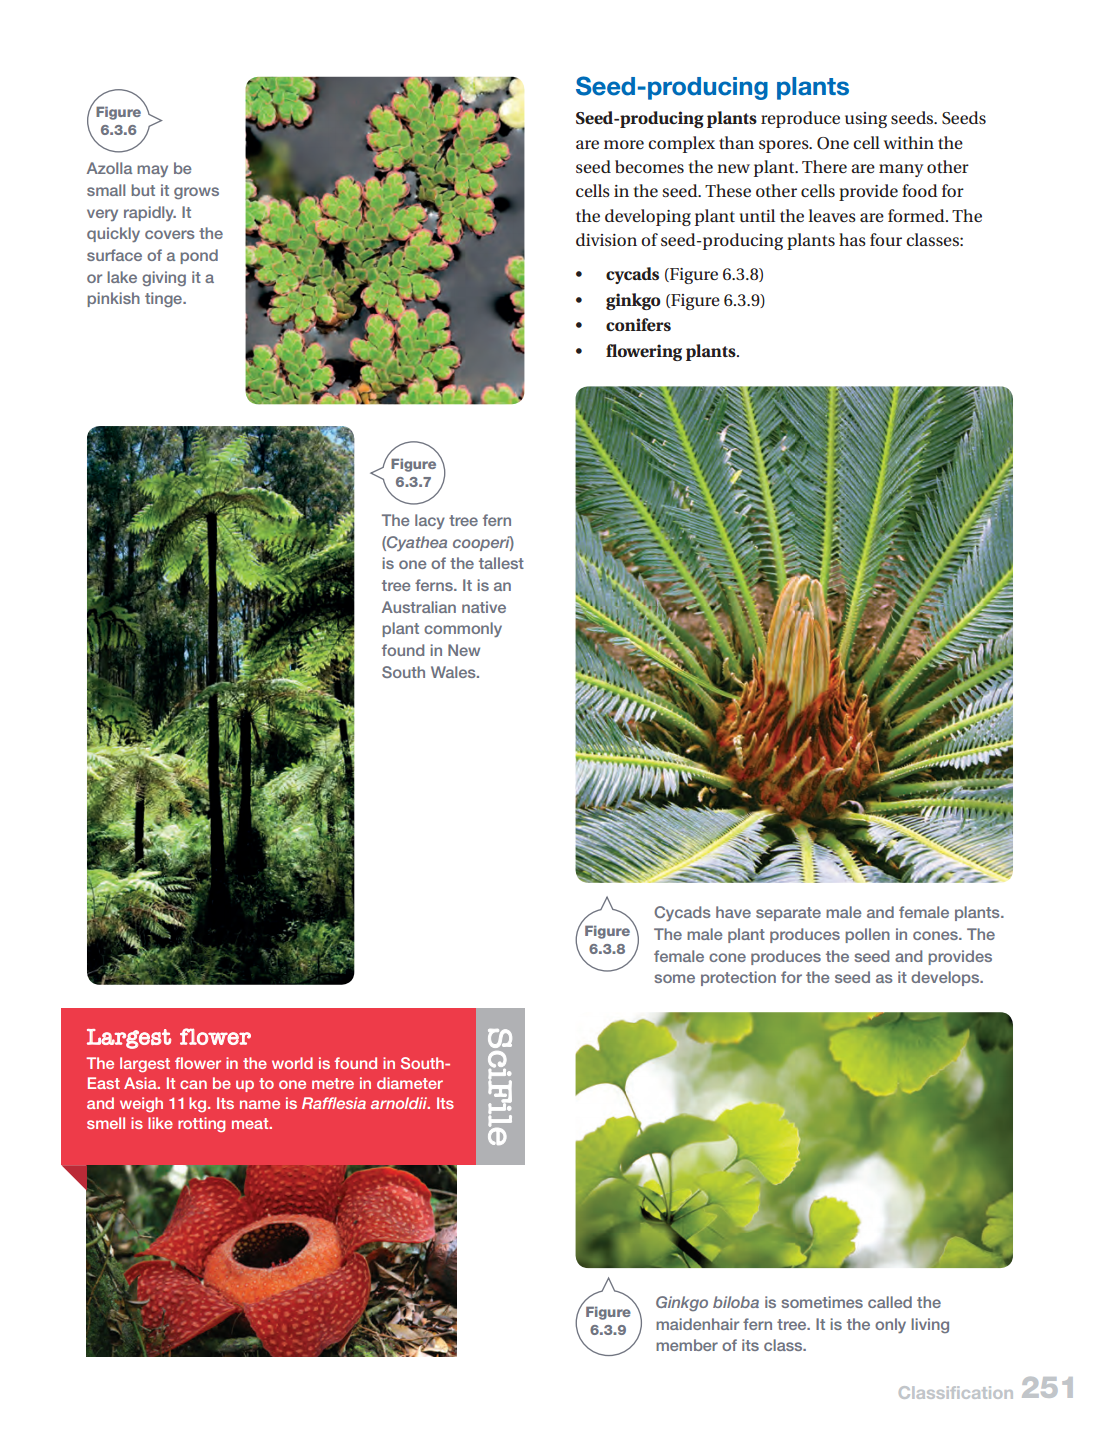 Figure
6.3.6
Azolla may be
small but it grows
very rapidly. It
quickly covers the
surface of a pond
or lake giving it a
pinkish tinge.
Figure
6.3.7
The lacy tree fern
(Cyathea cooperi)
is one of the tallest
tree ferns. It is an
Australian native
plant commonly
found in New
South Wales.
Largest flower
The largest flower in the world is found in South-
East Asia. It can be up to one metre in diameter
and weigh 11 kg. Its name is Rafflesia arnoldii. Its
smell is like rotting meat.
SciFile
Seed-producing plants
Seed-producing plants reproduce using seeds. Seeds
are more complex than spores. One cell within the
seed becomes the new plant. There are many other
cells in the seed. These other cells provide food for
the developing plant until the leaves are formed. The
division of seed-producing plants has four classes:
• cycads (Figure 6.3.8)
• ginkgo (Figure 6.3.9)
• conifers
• flowering plants.
Figure
6.3.8
Cycads have separate male and female plants.
The male plant produces pollen in cones. The
female cone produces the seed and provides
some protection for the seed as it develops.
Figure
6.3.9
Ginkgo biloba is sometimes called the
maidenhair fern tree. It is the only living
member of its class.
Classification 251